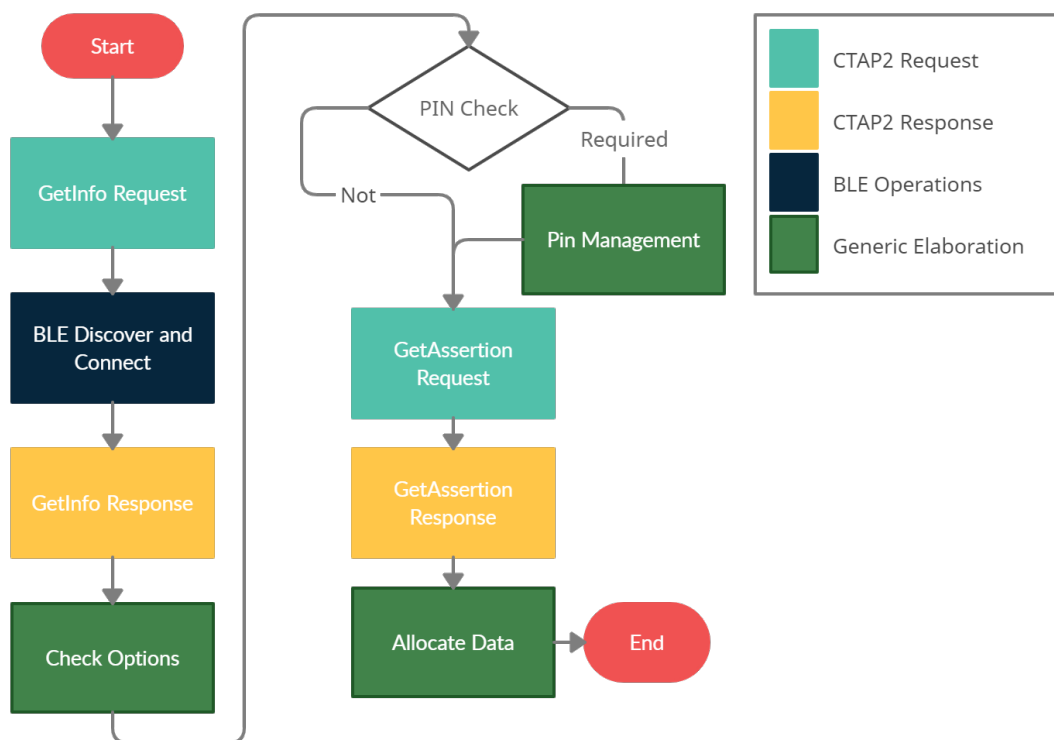 Start
GetInfo Request
BLE Discover and
Connect
GetInfo Response
Check Options
PIN Check
Required
Not
Pin Management
GetAssertion
Request
GetAssertion
Response
Allocate Data
End
CTAP2 Request
CTAP2 Response
BLE Operations
Generic Elaboration